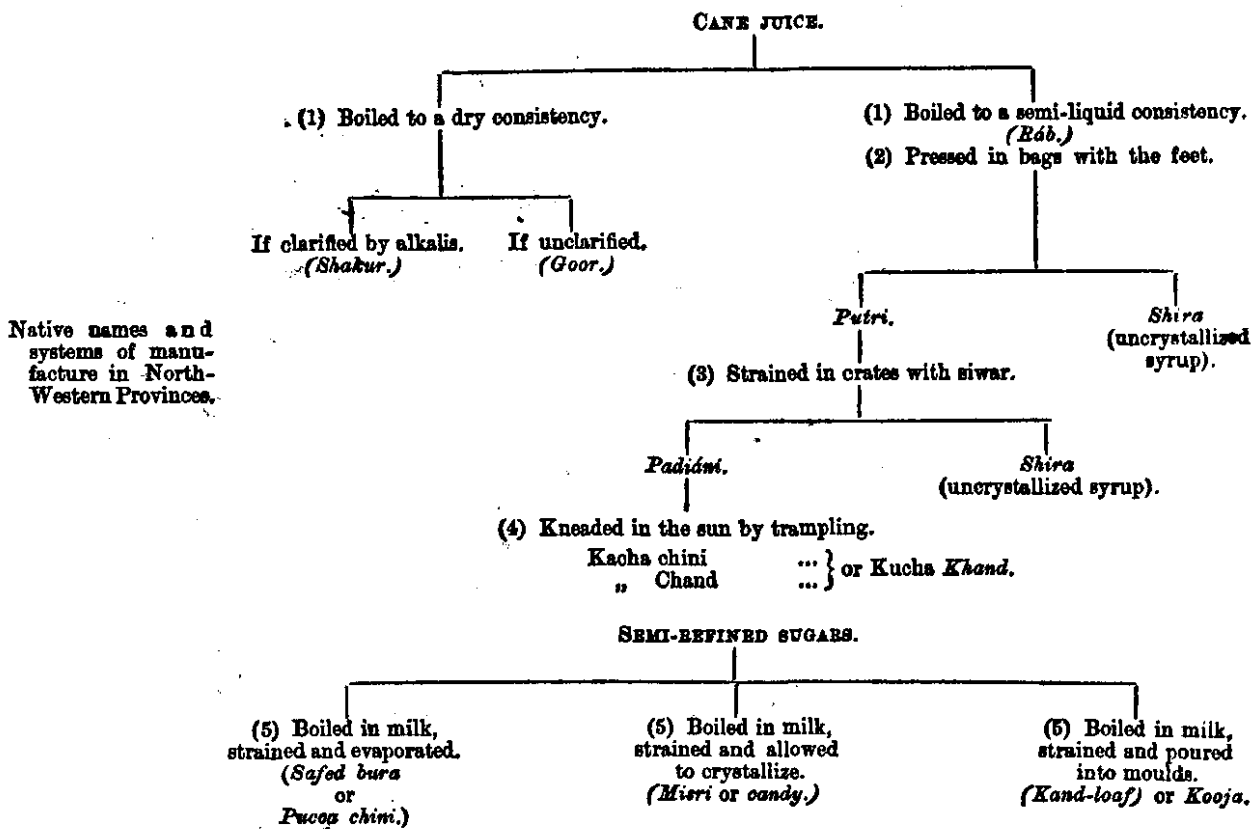 CANE JUICE.
(1) Boiled to a dry consistency.
(1) Boiled to a semi-liquid consistency.
(Ráb.)
(2) Pressed in bags with the feet.
If clarified by alkalis.
(Shakur.)
If unclarified.
(Goor.)
Native names and
systems of manu-
facture in North-
Western Provinces.
Putri.
Shira
(uncrystallized
syrup).
(3) Strained in crates with siwar.
Padiáni.
Shira
(uncrystallized syrup).
(4) Kneaded in the sun by trampling.
Kacha chini ... } or Kucha Khand.
„ Chand ...
SEMI-REFINED SUGARS.
(5) Boiled in milk,
strained and evaporated.
(Safed bura
or
Pucca chini.)
(5) Boiled in milk,
strained and allowed
to crystallize.
(Misri or candy.)
(5) Boiled in milk,
strained and poured
into moulds.
(Kand-loaf) or Kooja.